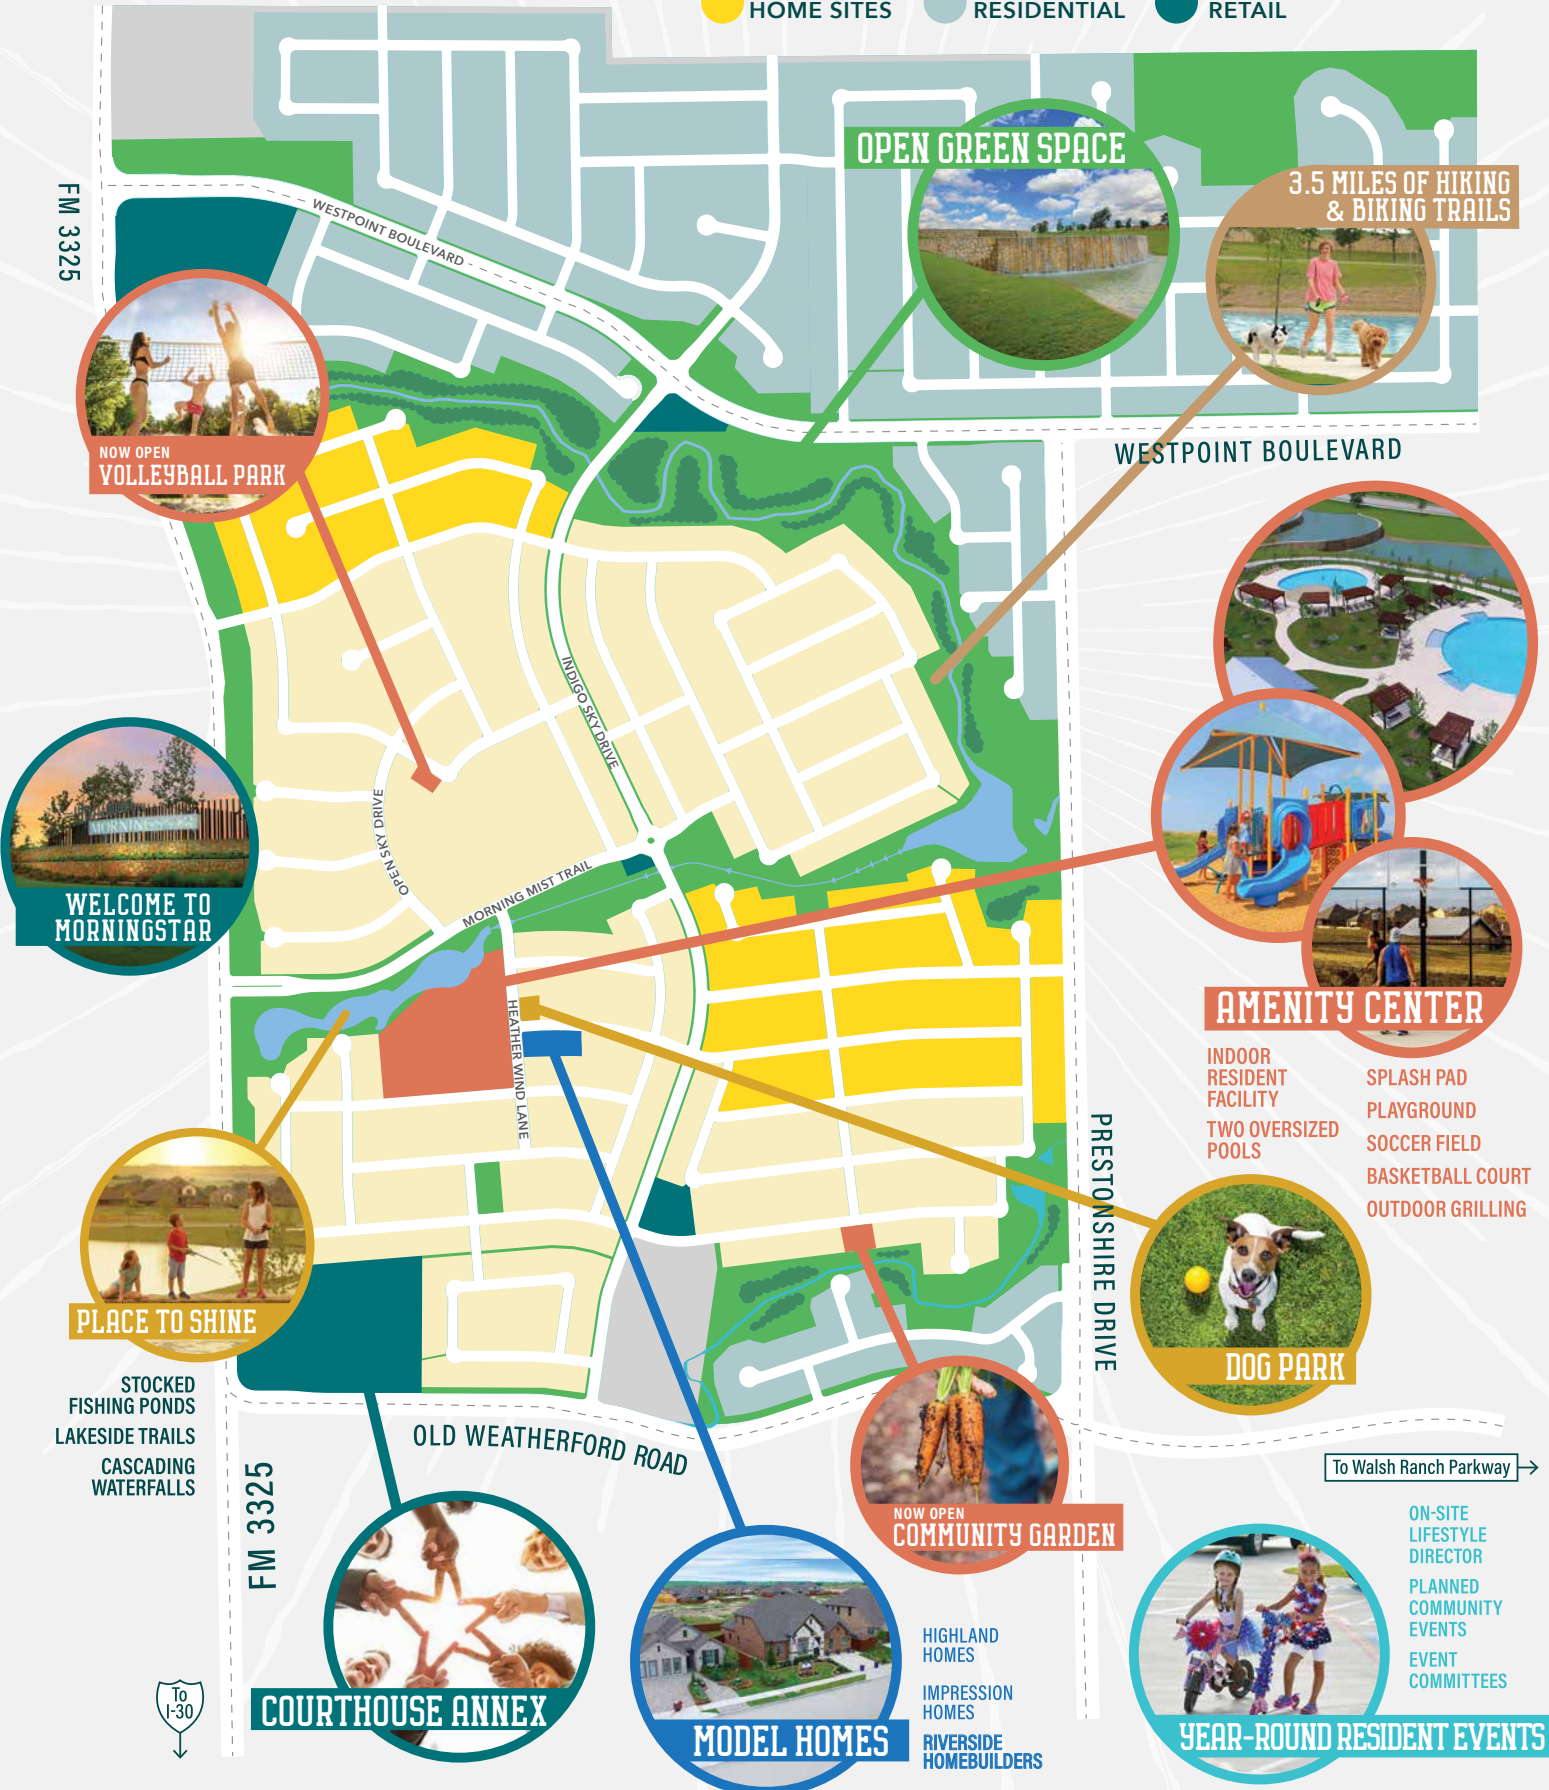 HOME SITES
RESIDENTIAL
RETAIL
OPEN GREEN SPACE
3.5 MILES OF HIKING
& BIKING TRAILS
FM 3325
WESTPOINT BOULEVARD
NOW OPEN
VOLLEYBALL PARK
WESTPOINT BOULEVARD
INDIGO SKY DRIVE
OPEN SKY DRIVE
MORNING MIST TRAIL
WELCOME TO
MORNINGSTAR
HEATHER WIND LANE
AMENITY CENTER
INDOOR
RESIDENT
FACILITY
TWO OVERSIZED
POOLS
SPLASH PAD
PLAYGROUND
SOCCER FIELD
BASKETBALL COURT
OUTDOOR GRILLING
PRESTONSHIRE DRIVE
PLACE TO SHINE
STOCKED
FISHING PONDS
LAKESIDE TRAILS
CASCADING
WATERFALLS
DOG PARK
OLD WEATHERFORD ROAD
To Walsh Ranch Parkway
FM 3325
NOW OPEN
COMMUNITY GARDEN
ON-SITE
LIFESTYLE
DIRECTOR
PLANNED
COMMUNITY
EVENTS
EVENT
COMMITTEES
To
I-30
COURTHOUSE ANNEX
MODEL HOMES
HIGHLAND
HOMES
IMPRESSION
HOMES
RIVERSIDE
HOMEBUILDERS
YEAR-ROUND RESIDENT EVENTS